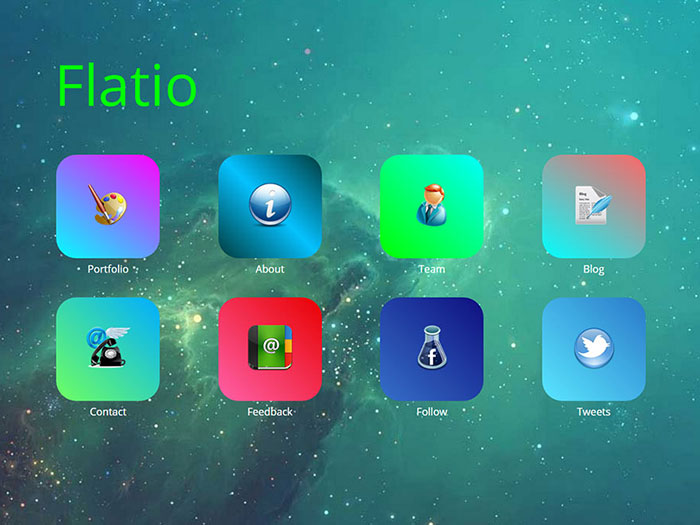 Flatio
Portfolio
About
Team
Blog
Contact
Feedback
Follow
Tweets